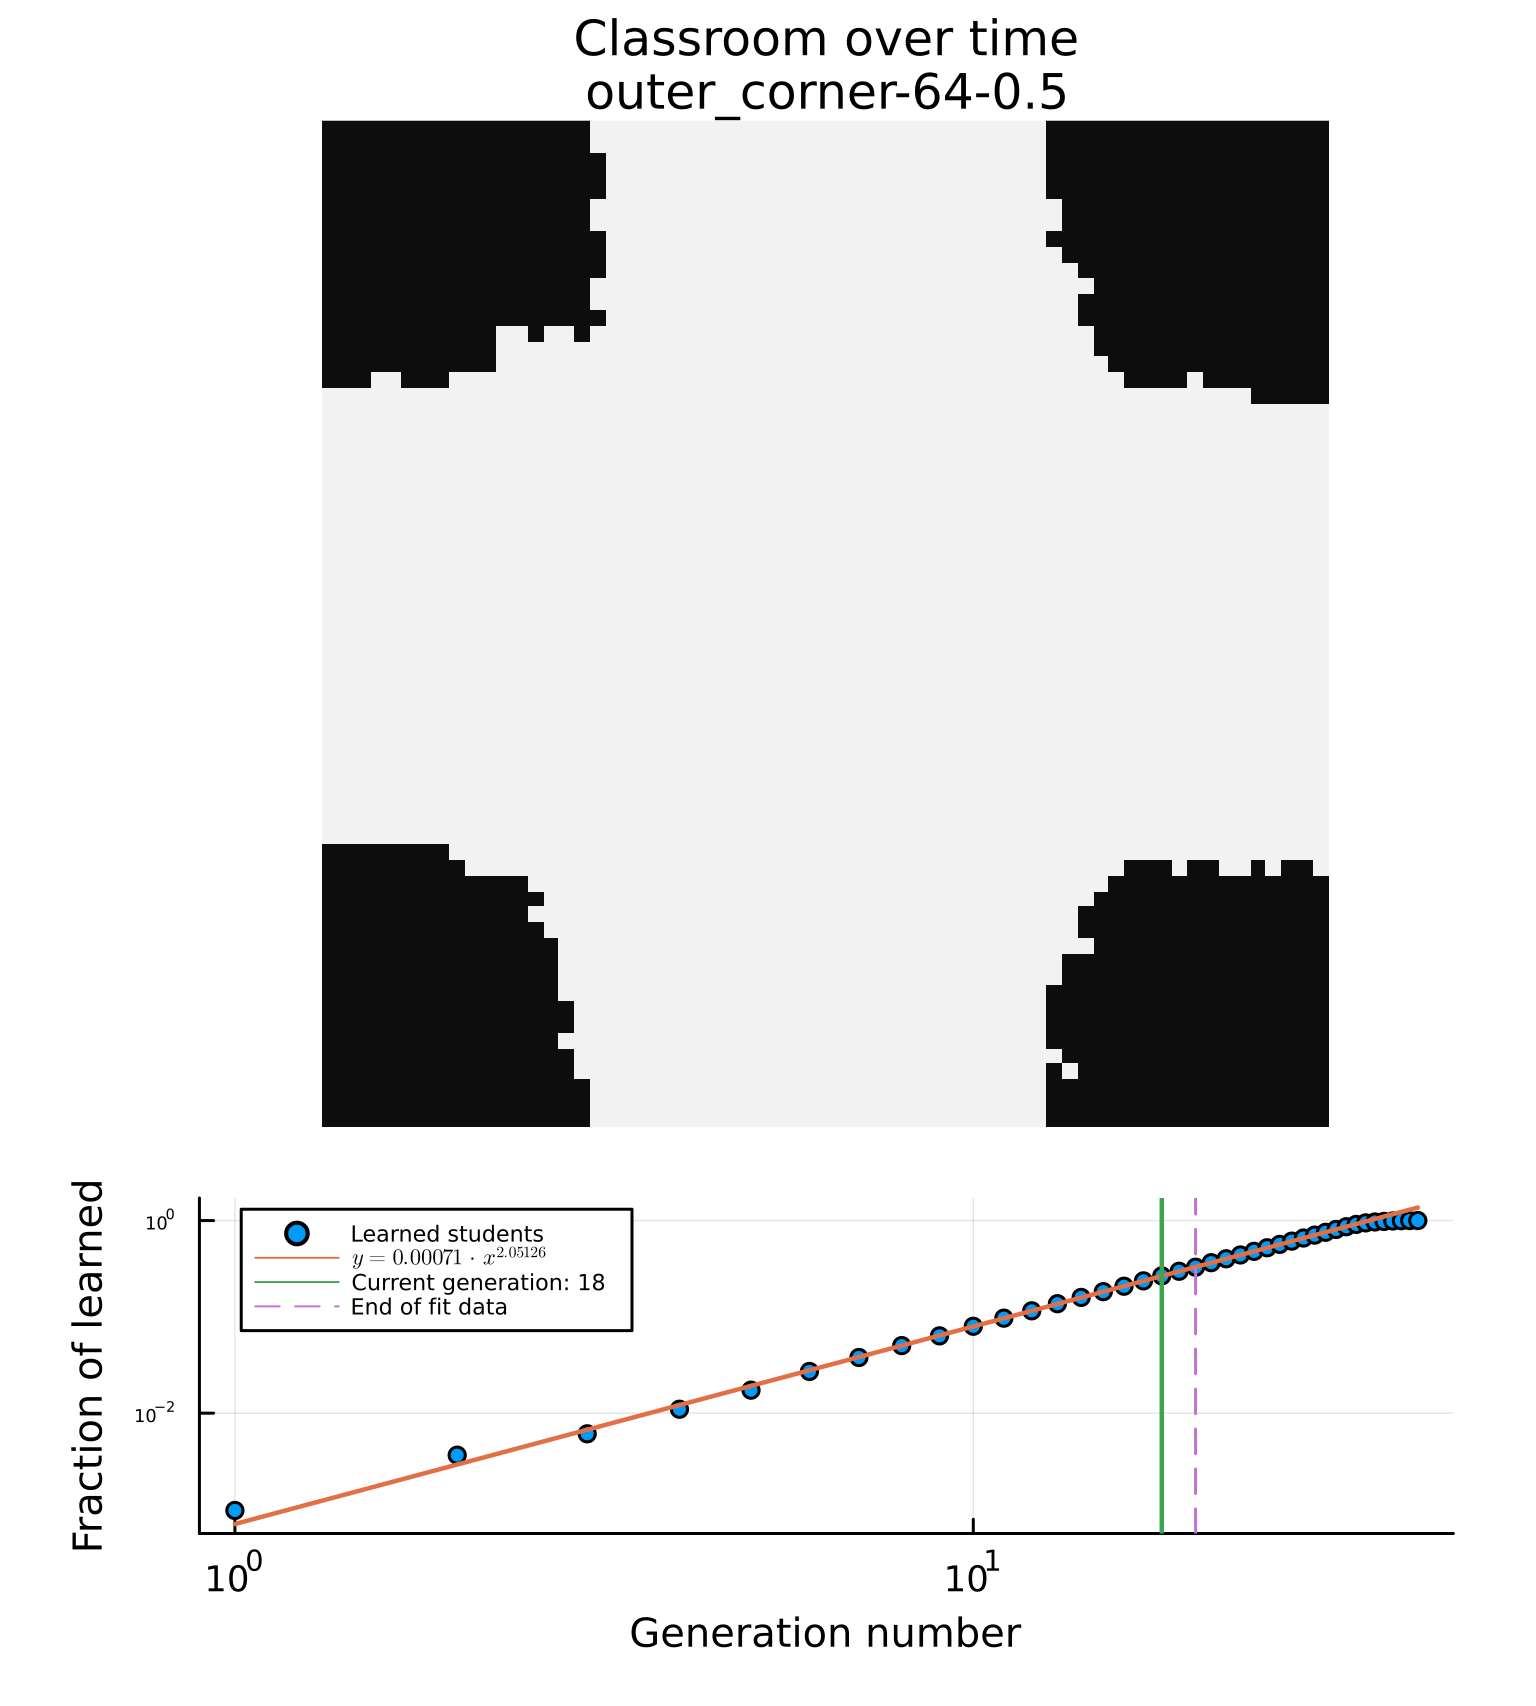 Classroom over time
outer_corner-64-0.5
Fraction of learned
10^0
10^-2
Learned students
y = 0.00071 · x^2.05126
Current generation: 18
End of fit data
10^0
10^1
Generation number